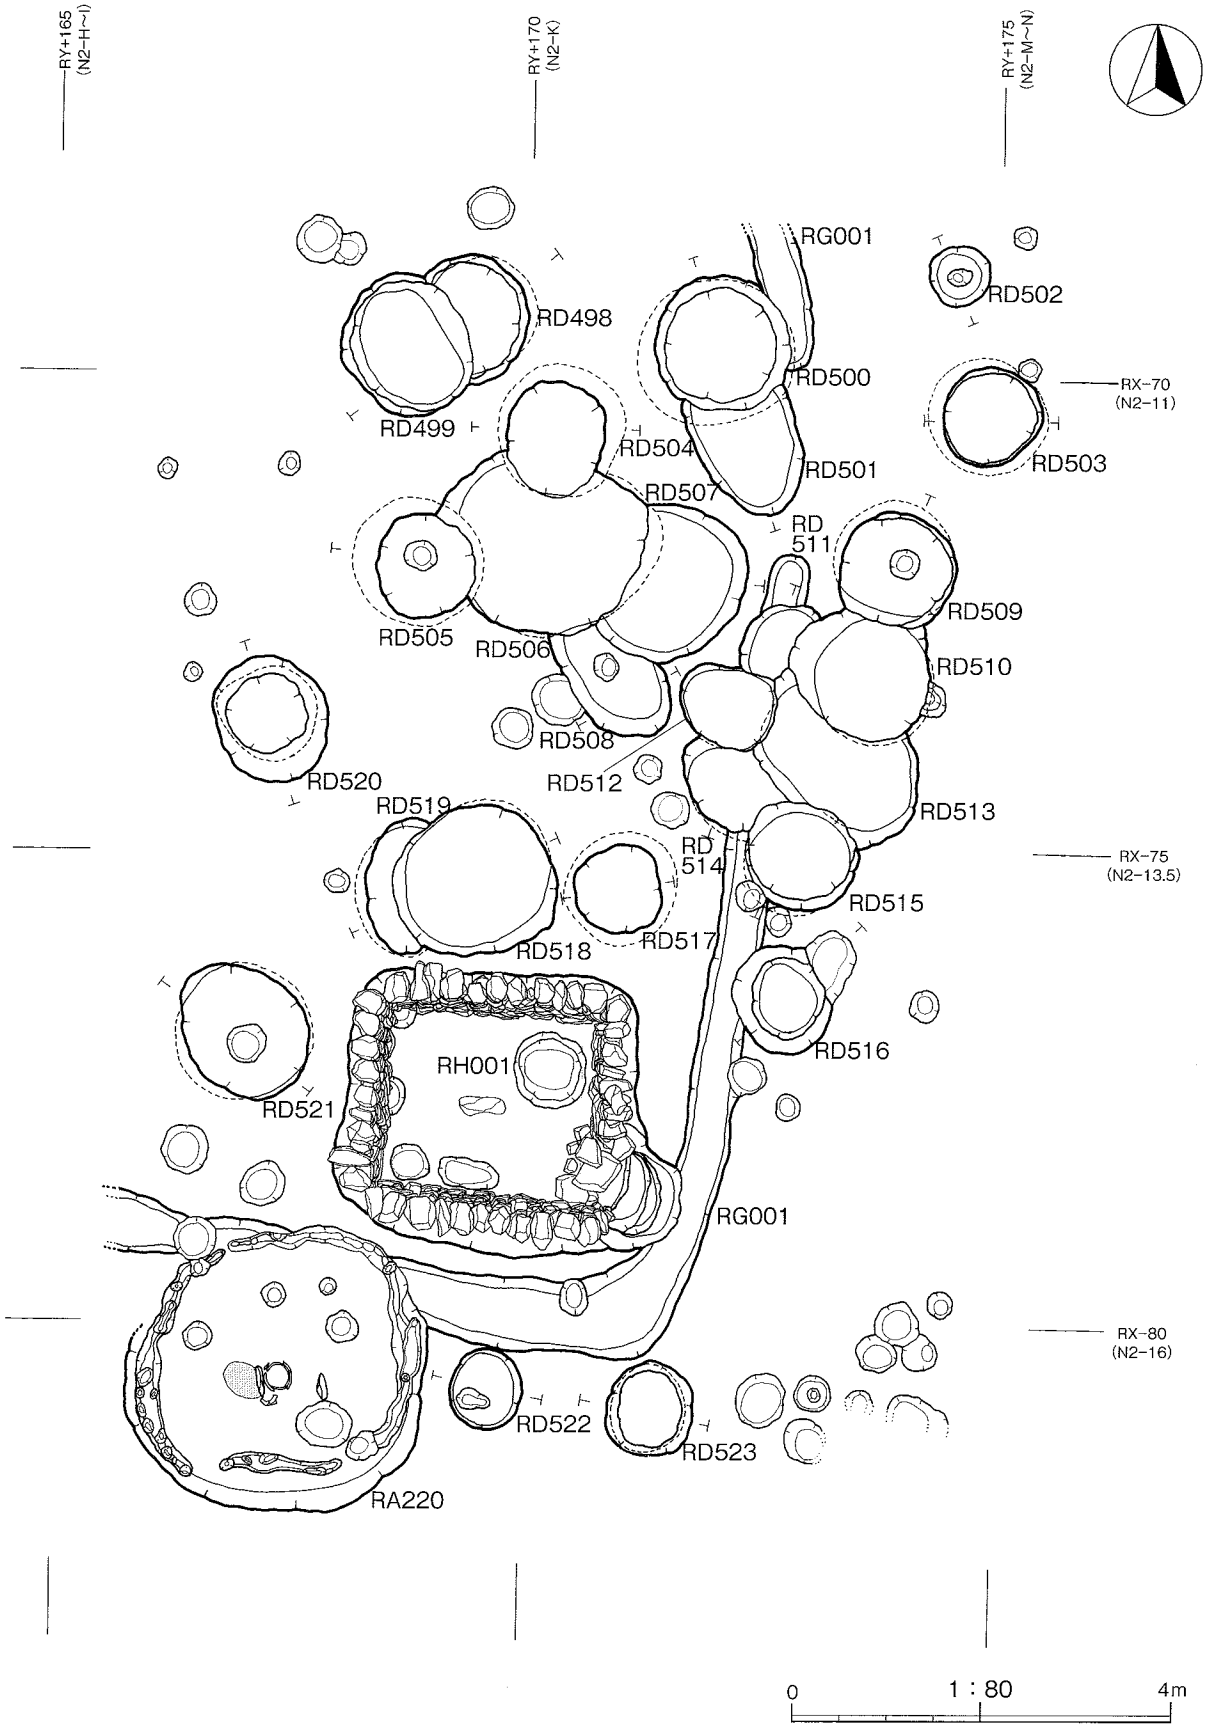 RY+165
(N2-H~I)
RY+170
(N2-K)
RY+175
(N2-M~N)
RG001
RD502
RD498
RD500
RX-70
(N2-11)
RD499
RD504
RD501
RD503
RD507
RD
511
RD509
RD505
RD506
RD510
RD508
RD512
RD520
RD519
RD513
RD
514
RX-75
(N2-13.5)
RD515
RD517
RD518
RD516
RH001
RD521
RG001
RX-80
(N2-16)
RD522
RD523
RA220
0
1:80
4m